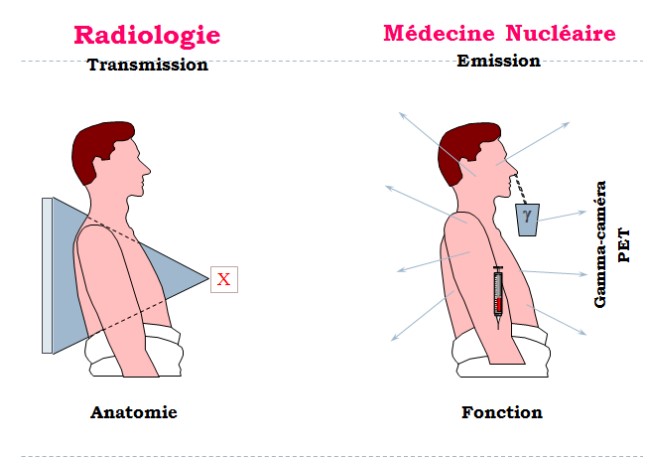 Radiologie
Transmission
Médecine Nucléaire
Emission
X
γ
Gamma-caméra
PET
Anatomie
Fonction